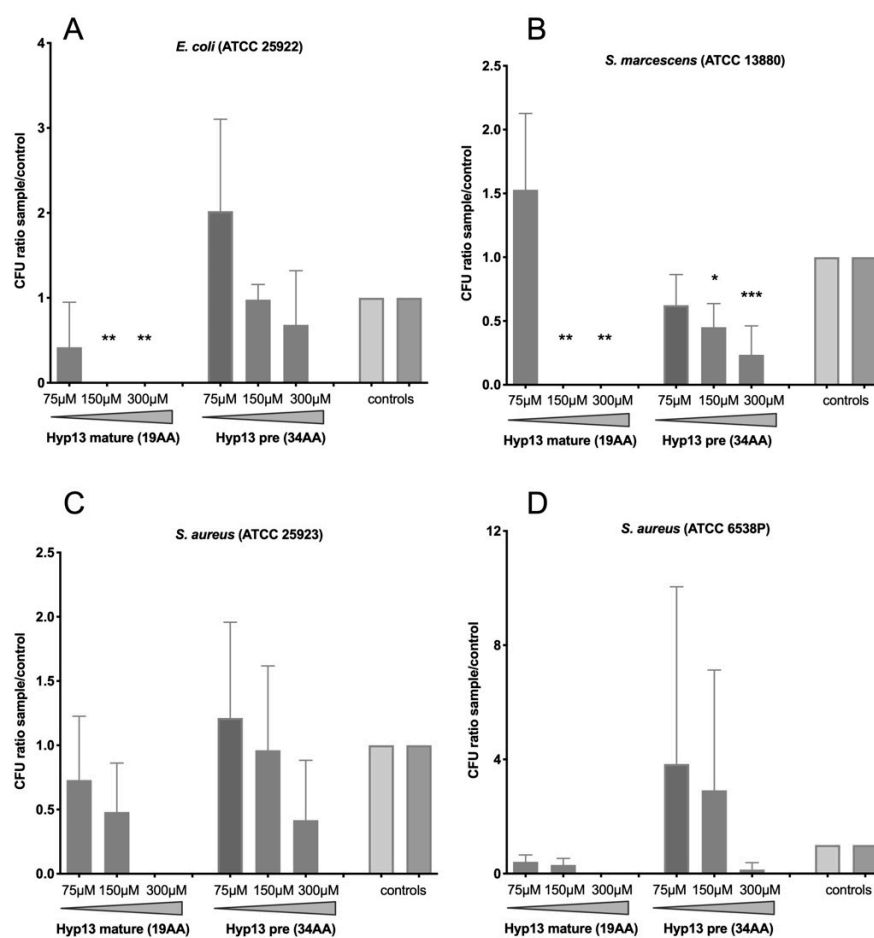 A
E. coli (ATCC 25922)
CFU ratio sample/control
4
3
2
1
0
** **
75μM 150μM 300μM 75μM 150μM 300μM controls
Hyp13 mature (19AA) Hyp13 pre (34AA)
B
S. marcescens (ATCC 13880)
CFU ratio sample/control
2.5
2.0
1.5
1.0
0.5
0.0
** ** * ***
75μM 150μM 300μM 75μM 150μM 300μM controls
Hyp13 mature (19AA) Hyp13 pre (34AA)
C
S. aureus (ATCC 25923)
CFU ratio sample/control
2.5
2.0
1.5
1.0
0.5
0.0
75μM 150μM 300μM 75μM 150μM 300μM controls
Hyp13 mature (19AA) Hyp13 pre (34AA)
D
S. aureus (ATCC 6538P)
CFU ratio sample/control
12
8
4
0
75μM 150μM 300μM 75μM 150μM 300μM controls
Hyp13 mature (19AA) Hyp13 pre (34AA)